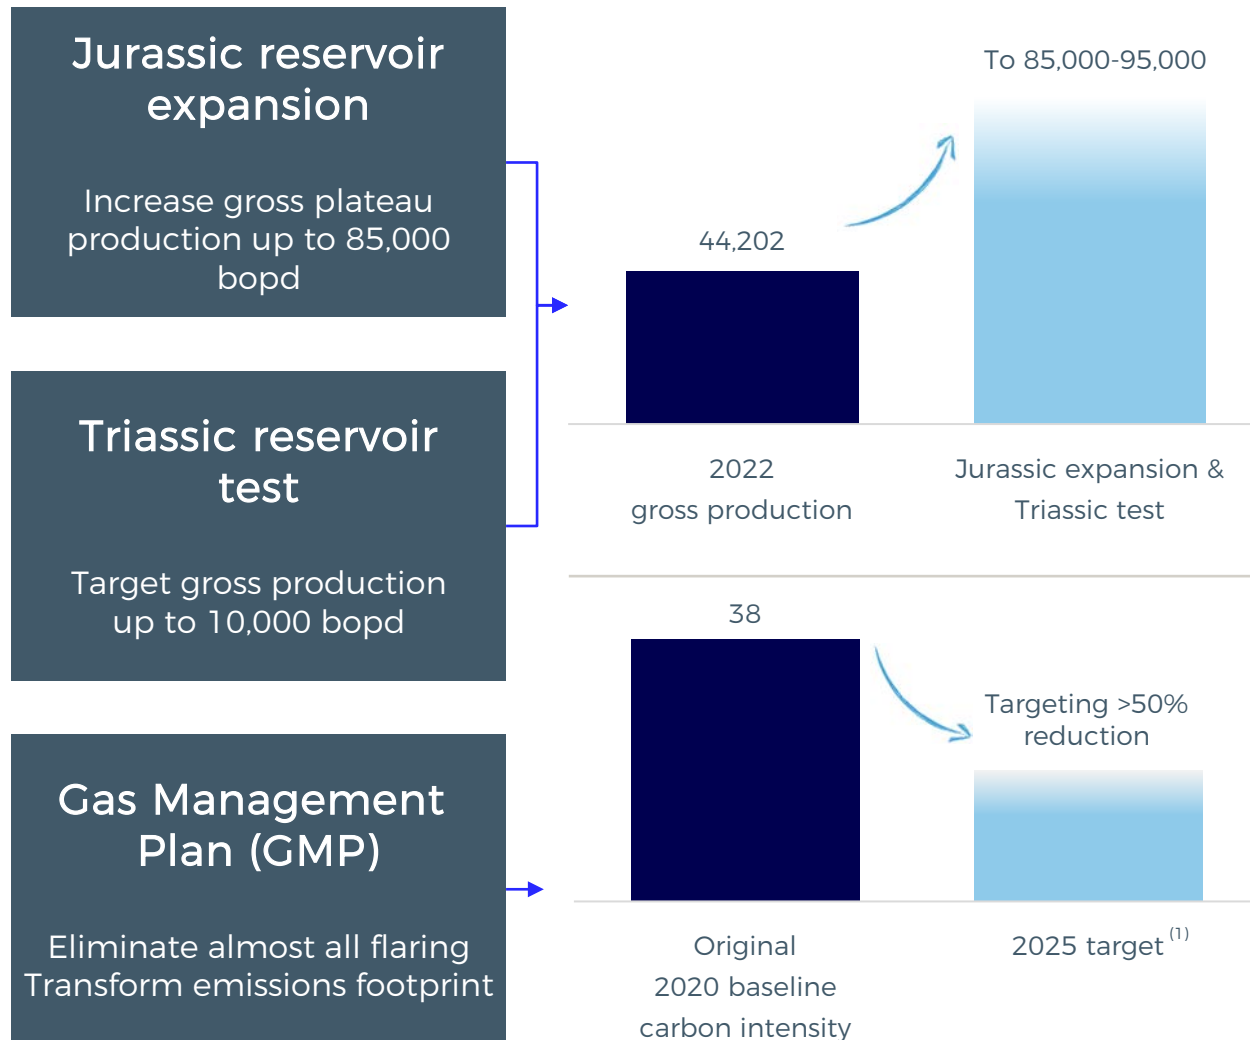 Jurassic reservoir
expansion
Increase gross plateau
production up to 85,000
bopd
Triassic reservoir
test
Target gross production
up to 10,000 bopd
Gas Management
Plan (GMP)
Eliminate almost all flaring
Transform emissions footprint
To 85,000-95,000
44,202
2022
gross production
Jurassic expansion &
Triassic test
38
Targeting >50%
reduction
Original
2020 baseline
carbon intensity
2025 target (1)